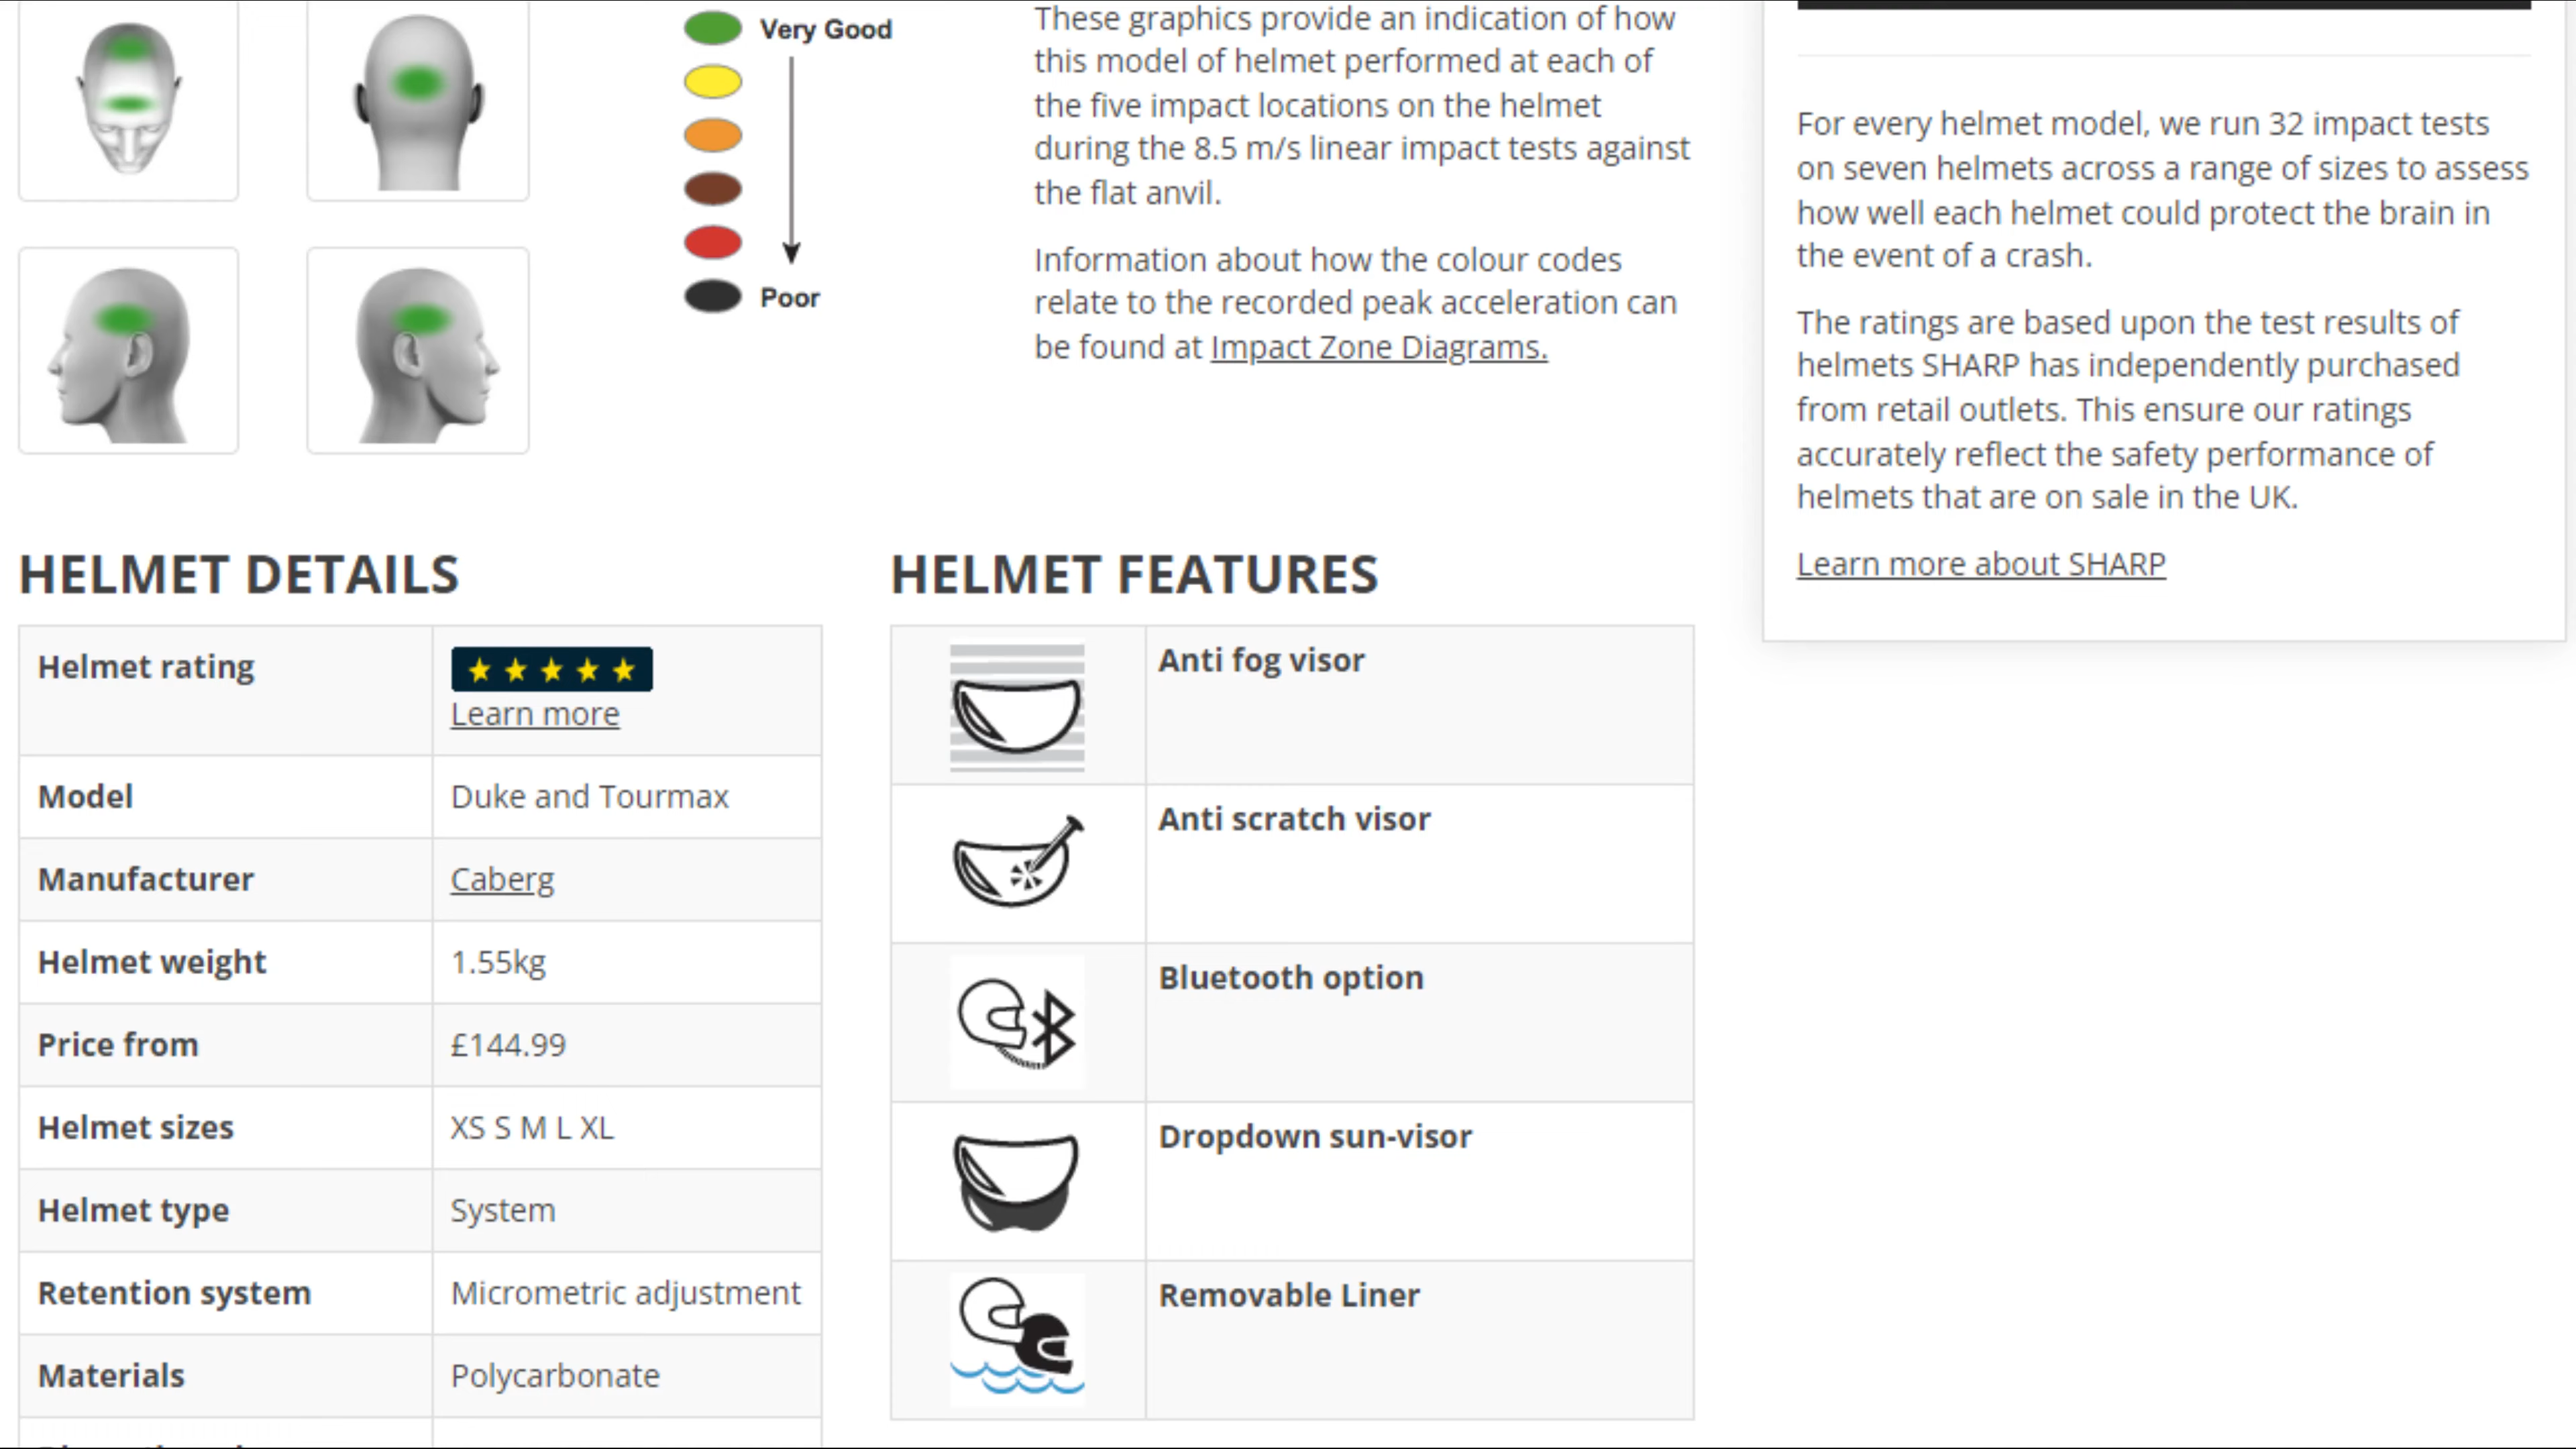 Very Good
Poor
These graphics provide an indication of how
this model of helmet performed at each of
the five impact locations on the helmet
during the 8.5 m/s linear impact tests against
the flat anvil.
Information about how the colour codes
relate to the recorded peak acceleration can
be found at Impact Zone Diagrams.
For every helmet model, we run 32 impact tests
on seven helmets across a range of sizes to assess
how well each helmet could protect the brain in
the event of a crash.
The ratings are based upon the test results of
helmets SHARP has independently purchased
from retail outlets. This ensure our ratings
accurately reflect the safety performance of
helmets that are on sale in the UK.
Learn more about SHARP
HELMET DETAILS
Helmet rating
Learn more
Model Duke and Tourmax
Manufacturer Caberg
Helmet weight 1.55kg
Price from £144.99
Helmet sizes XS S M L XL
Helmet type System
Retention system Micrometric adjustment
Materials Polycarbonate
HELMET FEATURES
Anti fog visor
Anti scratch visor
Bluetooth option
Dropdown sun-visor
Removable Liner